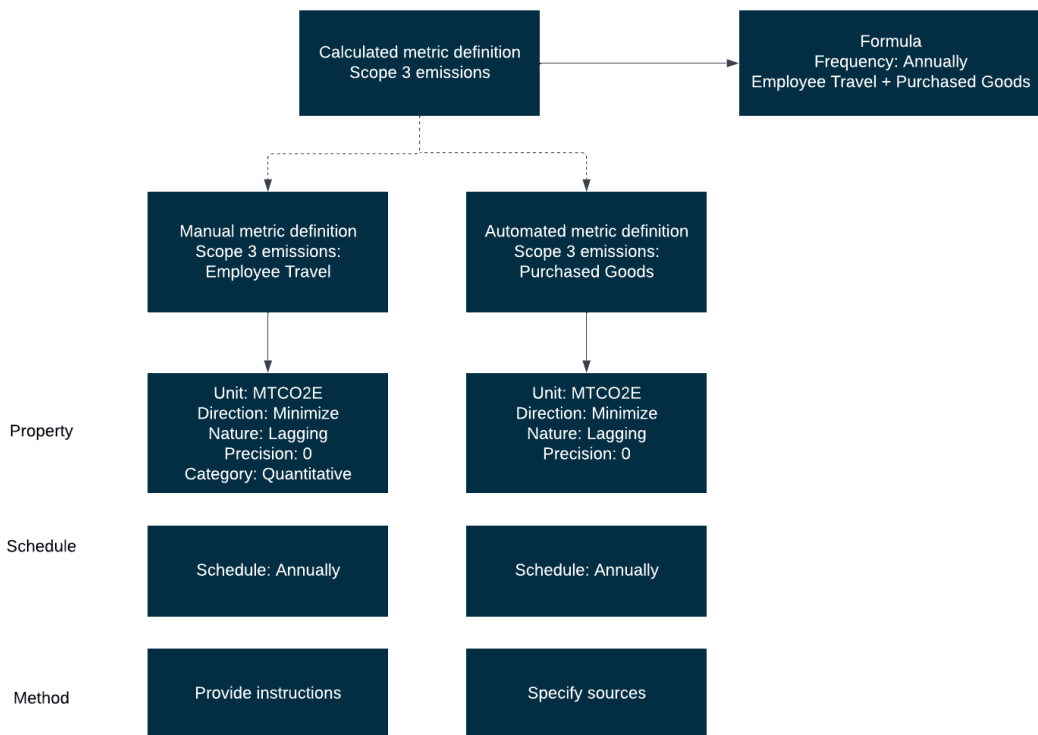 Calculated metric definition
Scope 3 emissions
Formula
Frequency: Annually
Employee Travel + Purchased Goods
Manual metric definition
Scope 3 emissions:
Employee Travel
Automated metric definition
Scope 3 emissions:
Purchased Goods
Property
Unit: MTCO2E
Direction: Minimize
Nature: Lagging
Precision: 0
Category: Quantitative
Unit: MTCO2E
Direction: Minimize
Nature: Lagging
Precision: 0
Schedule
Schedule: Annually
Schedule: Annually
Method
Provide instructions
Specify sources